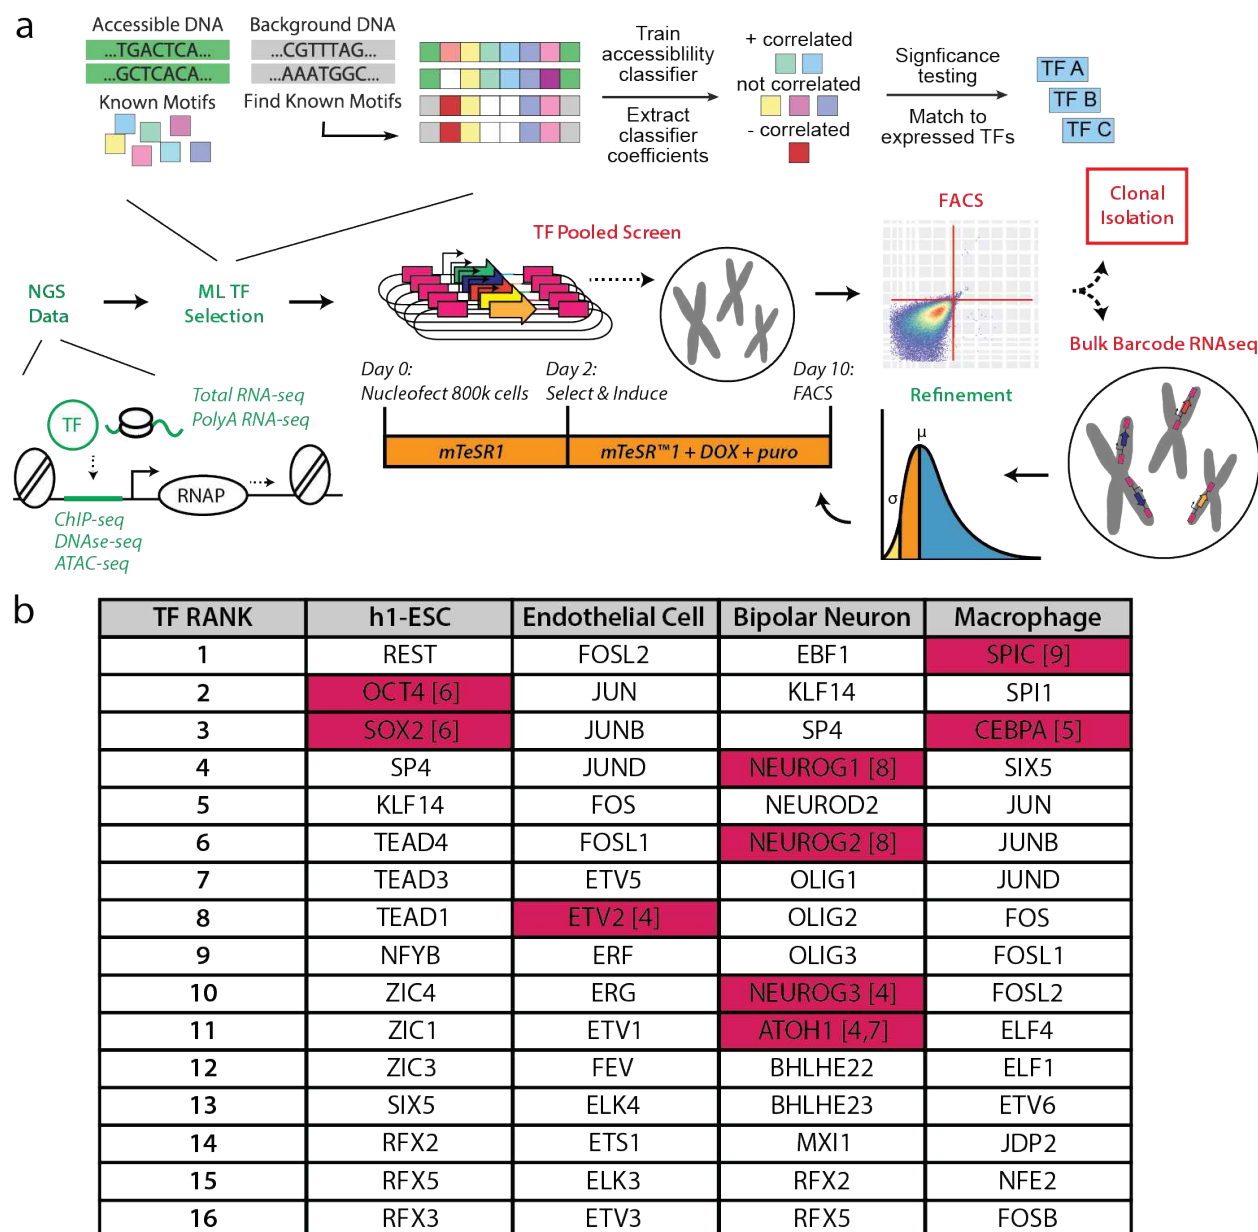 a
Accessible DNA
Background DNA
...TGACTCA...
...CGTTTAG...
...GCTCACA...
...AAATGGC...
Known Motifs
Find Known Motifs
Train
accessiblility
classifier
Extract
classifier
coefficients
+ correlated
not correlated
- correlated
Signficance
testing
Match to
expressed TFs
TF A
TF B
TF C
NGS
Data
ML TF
Selection
TF Pooled Screen
FACS
Clonal
Isolation
Bulk Barcode RNAseq
Refinement
Total RNA-seq
PolyA RNA-seq
TF
RNAP
ChIP-seq
DNAse-seq
ATAC-seq
Day 0:
Nucleofect 800k cells
Day 2:
Select & Induce
Day 10:
FACS
mTeSR1
mTeSR™1 + DOX + puro
μ
σ
b
TF RANK h1-ESC Endothelial Cell Bipolar Neuron Macrophage
1 REST FOSL2 EBF1 SPIC [9]
2 OCT4 [6] JUN KLF14 SPI1
3 SOX2 [6] JUNB SP4 CEBPA [5]
4 SP4 JUND NEUROG1 [8] SIX5
5 KLF14 FOS NEUROD2 JUN
6 TEAD4 FOSL1 NEUROG2 [8] JUNB
7 TEAD3 ETV5 OLIG1 JUND
8 TEAD1 ETV2 [4] OLIG2 FOS
9 NFYB ERF OLIG3 FOSL1
10 ZIC4 ERG NEUROG3 [4] FOSL2
11 ZIC1 ETV1 ATOH1 [4,7] ELF4
12 ZIC3 FEV BHLHE22 ELF1
13 SIX5 ELK4 BHLHE23 ETV6
14 RFX2 ETS1 MXI1 JDP2
15 RFX5 ELK3 RFX2 NFE2
16 RFX3 ETV3 RFX5 FOSB